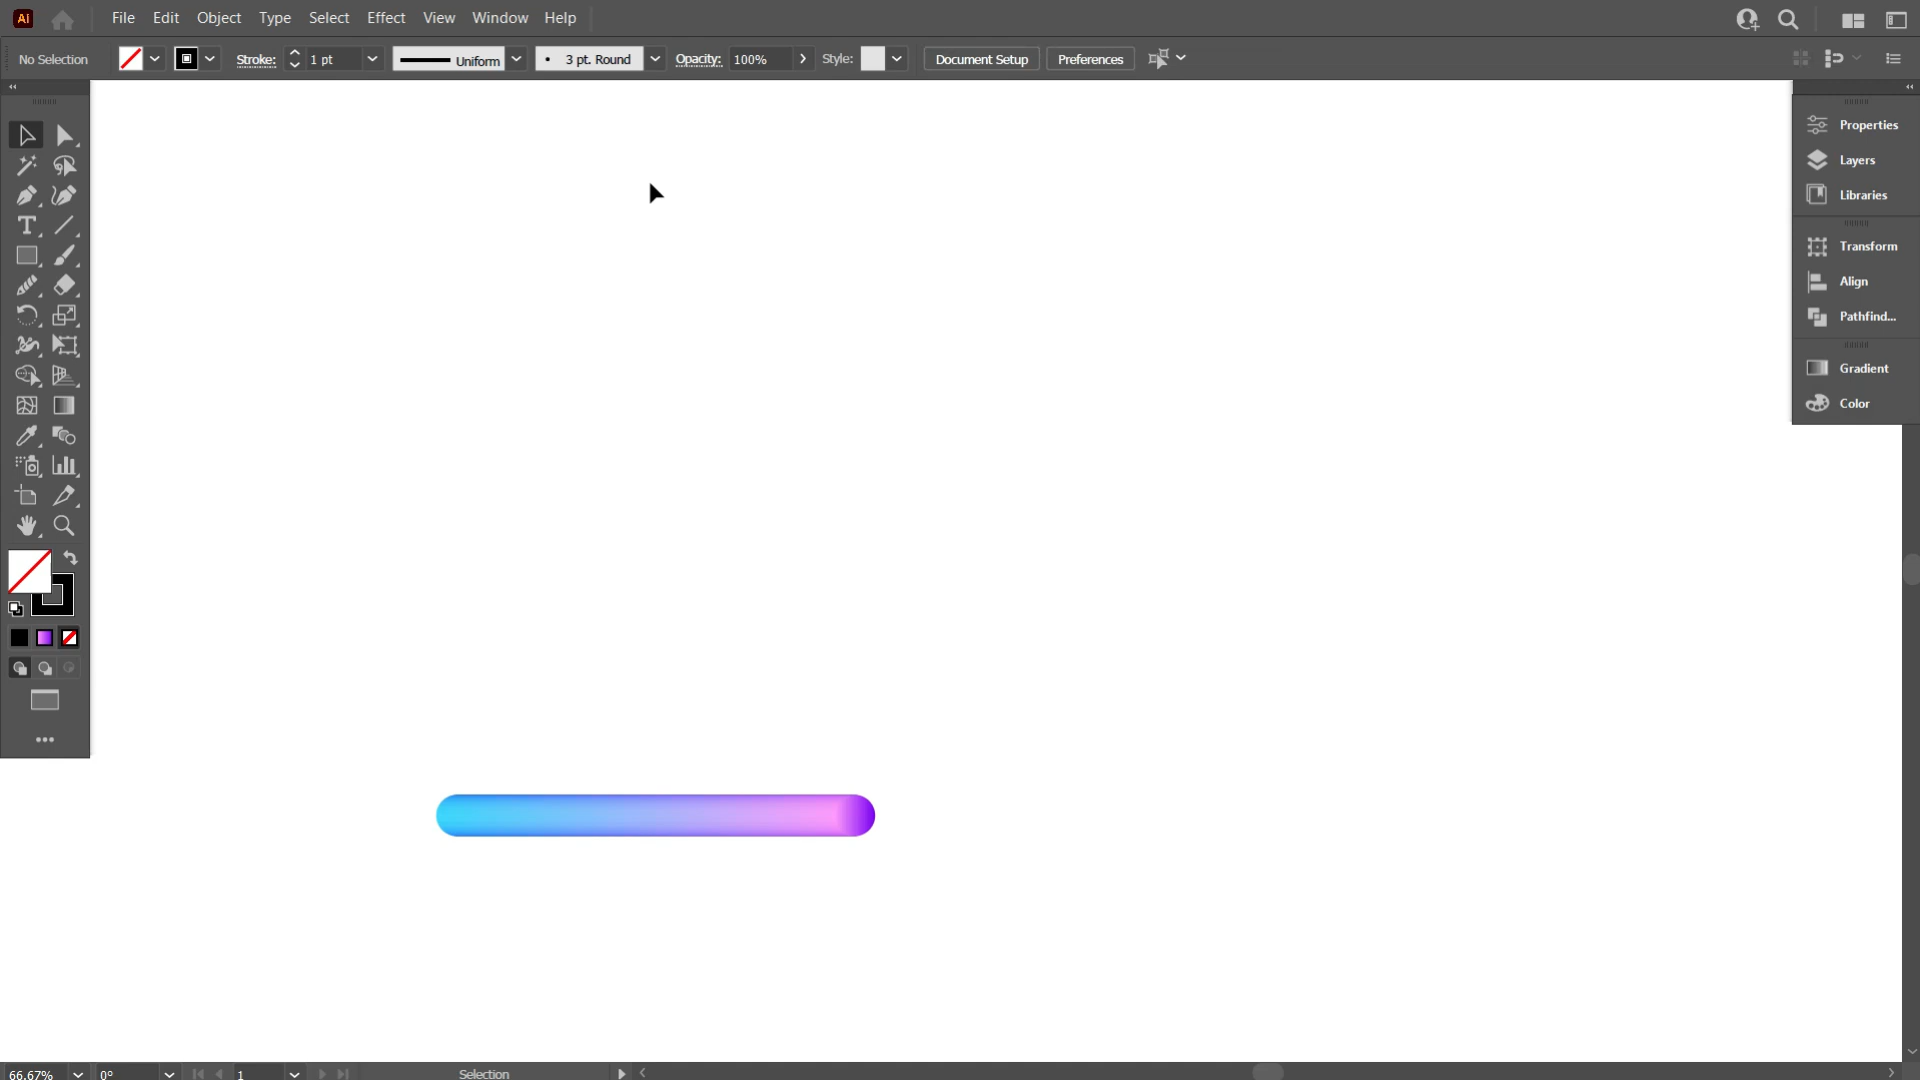 Ai File Edit Object Type Select Effect View Window Help
No Selection Stroke: 1 pt Uniform 3 pt. Round Opacity: 100% Style: Document Setup Preferences
Properties
Layers
Libraries
Transform
Align
Pathfind...
Gradient
Color
66.67% 0° 1 Selection